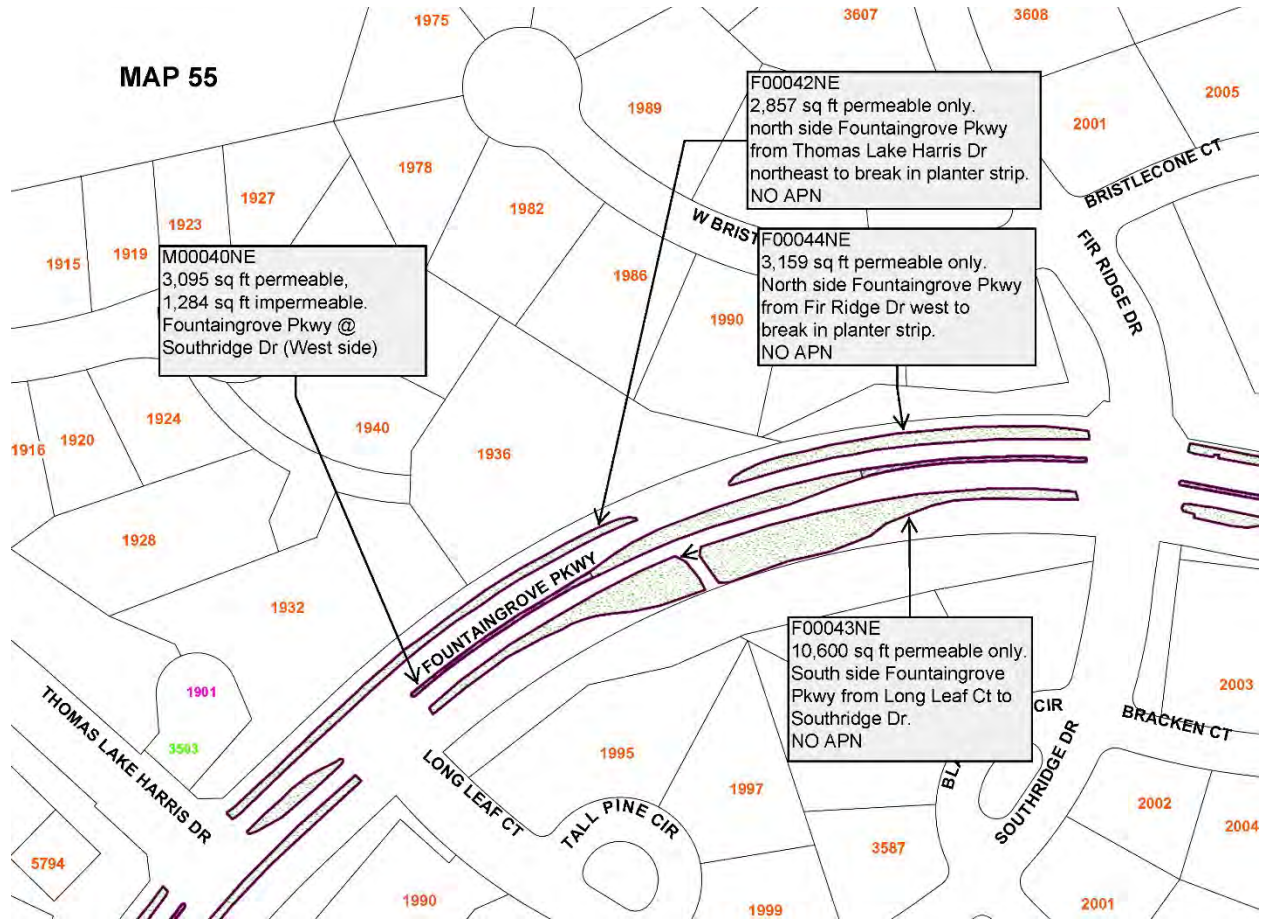 MAP 55
1975
3607
3608
1989
2001
2005
F00042NE
2,857 sq ft permeable only.
north side Fountaingrove Pkwy
from Thomas Lake Harris Dr
northeast to break in planter strip.
NO APN
BRISTLECONE CT
1978
1927
1923
1919
1915
1982
W BRIST
FIR RIDGE DR
M00040NE
3,095 sq ft permeable,
1,284 sq ft impermeable.
Fountaingrove Pkwy @
Southridge Dr (West side)
1986
1990
F00044NE
3,159 sq ft permeable only.
North side Fountaingrove Pkwy
from Fir Ridge Dr west to
break in planter strip.
NO APN
1924
1920
1916
1940
1936
1928
FOUNTAINGROVE PKWY
1932
F00043NE
10,600 sq ft permeable only.
South side Fountaingrove
Pkwy from Long Leaf Ct to
Southridge Dr.
NO APN
1901
3503
THOMAS LAKE HARRIS DR
LONG LEAF CT
1995
1997
TALL PINE CIR
CIR
SOUTHRIDGE DR
BRACKEN CT
2003
2002
2004
3587
5794
1990
1999
2001